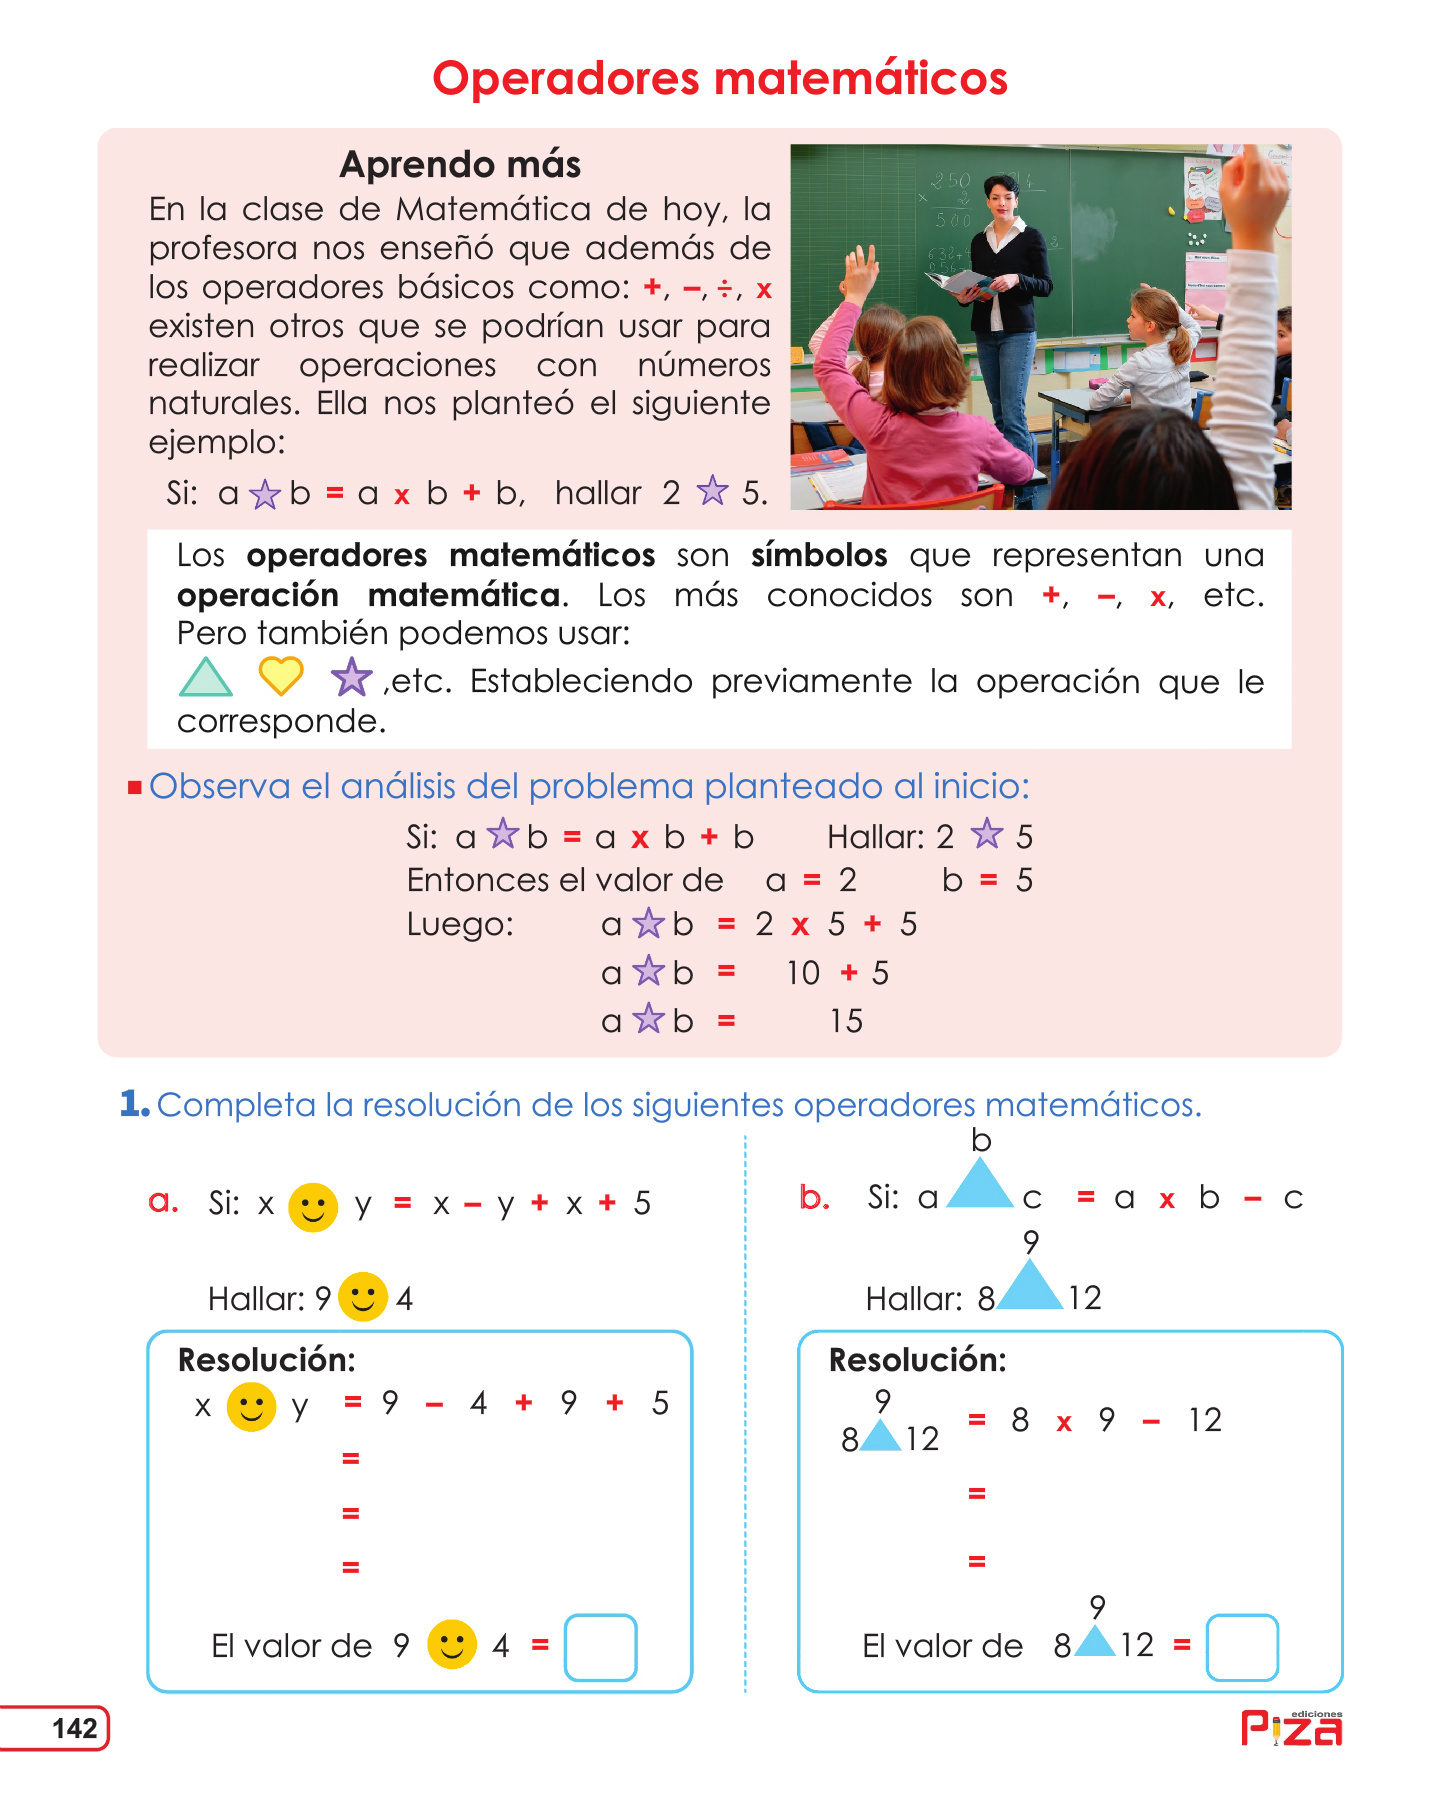 Operadores matemáticos
Aprendo más
En la clase de Matemática de hoy, la
profesora nos enseñó que además de
los operadores básicos como: +, –, ÷, x
existen otros que se podrían usar para
realizar operaciones con números
naturales. Ella nos planteó el siguiente
ejemplo:
Si: a b = a x b + b, hallar 2 5.
250
x 2
500
Los operadores matemáticos son símbolos que representan una
operación matemática. Los más conocidos son +, –, x, etc.
Pero también podemos usar:
,etc. Estableciendo previamente la operación que le
corresponde.
Observa el análisis del problema planteado al inicio:
Si: a b = a x b + b Hallar: 2 5
Entonces el valor de a = 2 b = 5
Luego: a b = 2 x 5 + 5
a b = 10 + 5
a b = 15
1. Completa la resolución de los siguientes operadores matemáticos.
a. Si: x y = x – y + x + 5
Hallar: 9 4
Resolución:
x y = 9 – 4 + 9 + 5
=
=
=
El valor de 9 4 =
b
b. Si: a c = a x b – c
9
Hallar: 8 12
Resolución:
9
8 12 = 8 x 9 – 12
=
=
9
El valor de 8 12 =
142
ediciones
Piza